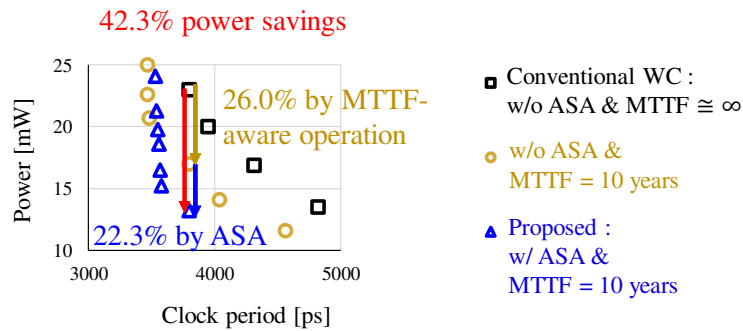 42.3% power savings
25
20
15
10
Power [mW]
26.0% by MTTF-
aware operation
22.3% by ASA
3000
4000
5000
Clock period [ps]
Conventional WC :
w/o ASA & MTTF ≅ ∞
w/o ASA &
MTTF = 10 years
Proposed :
w/ ASA &
MTTF = 10 years